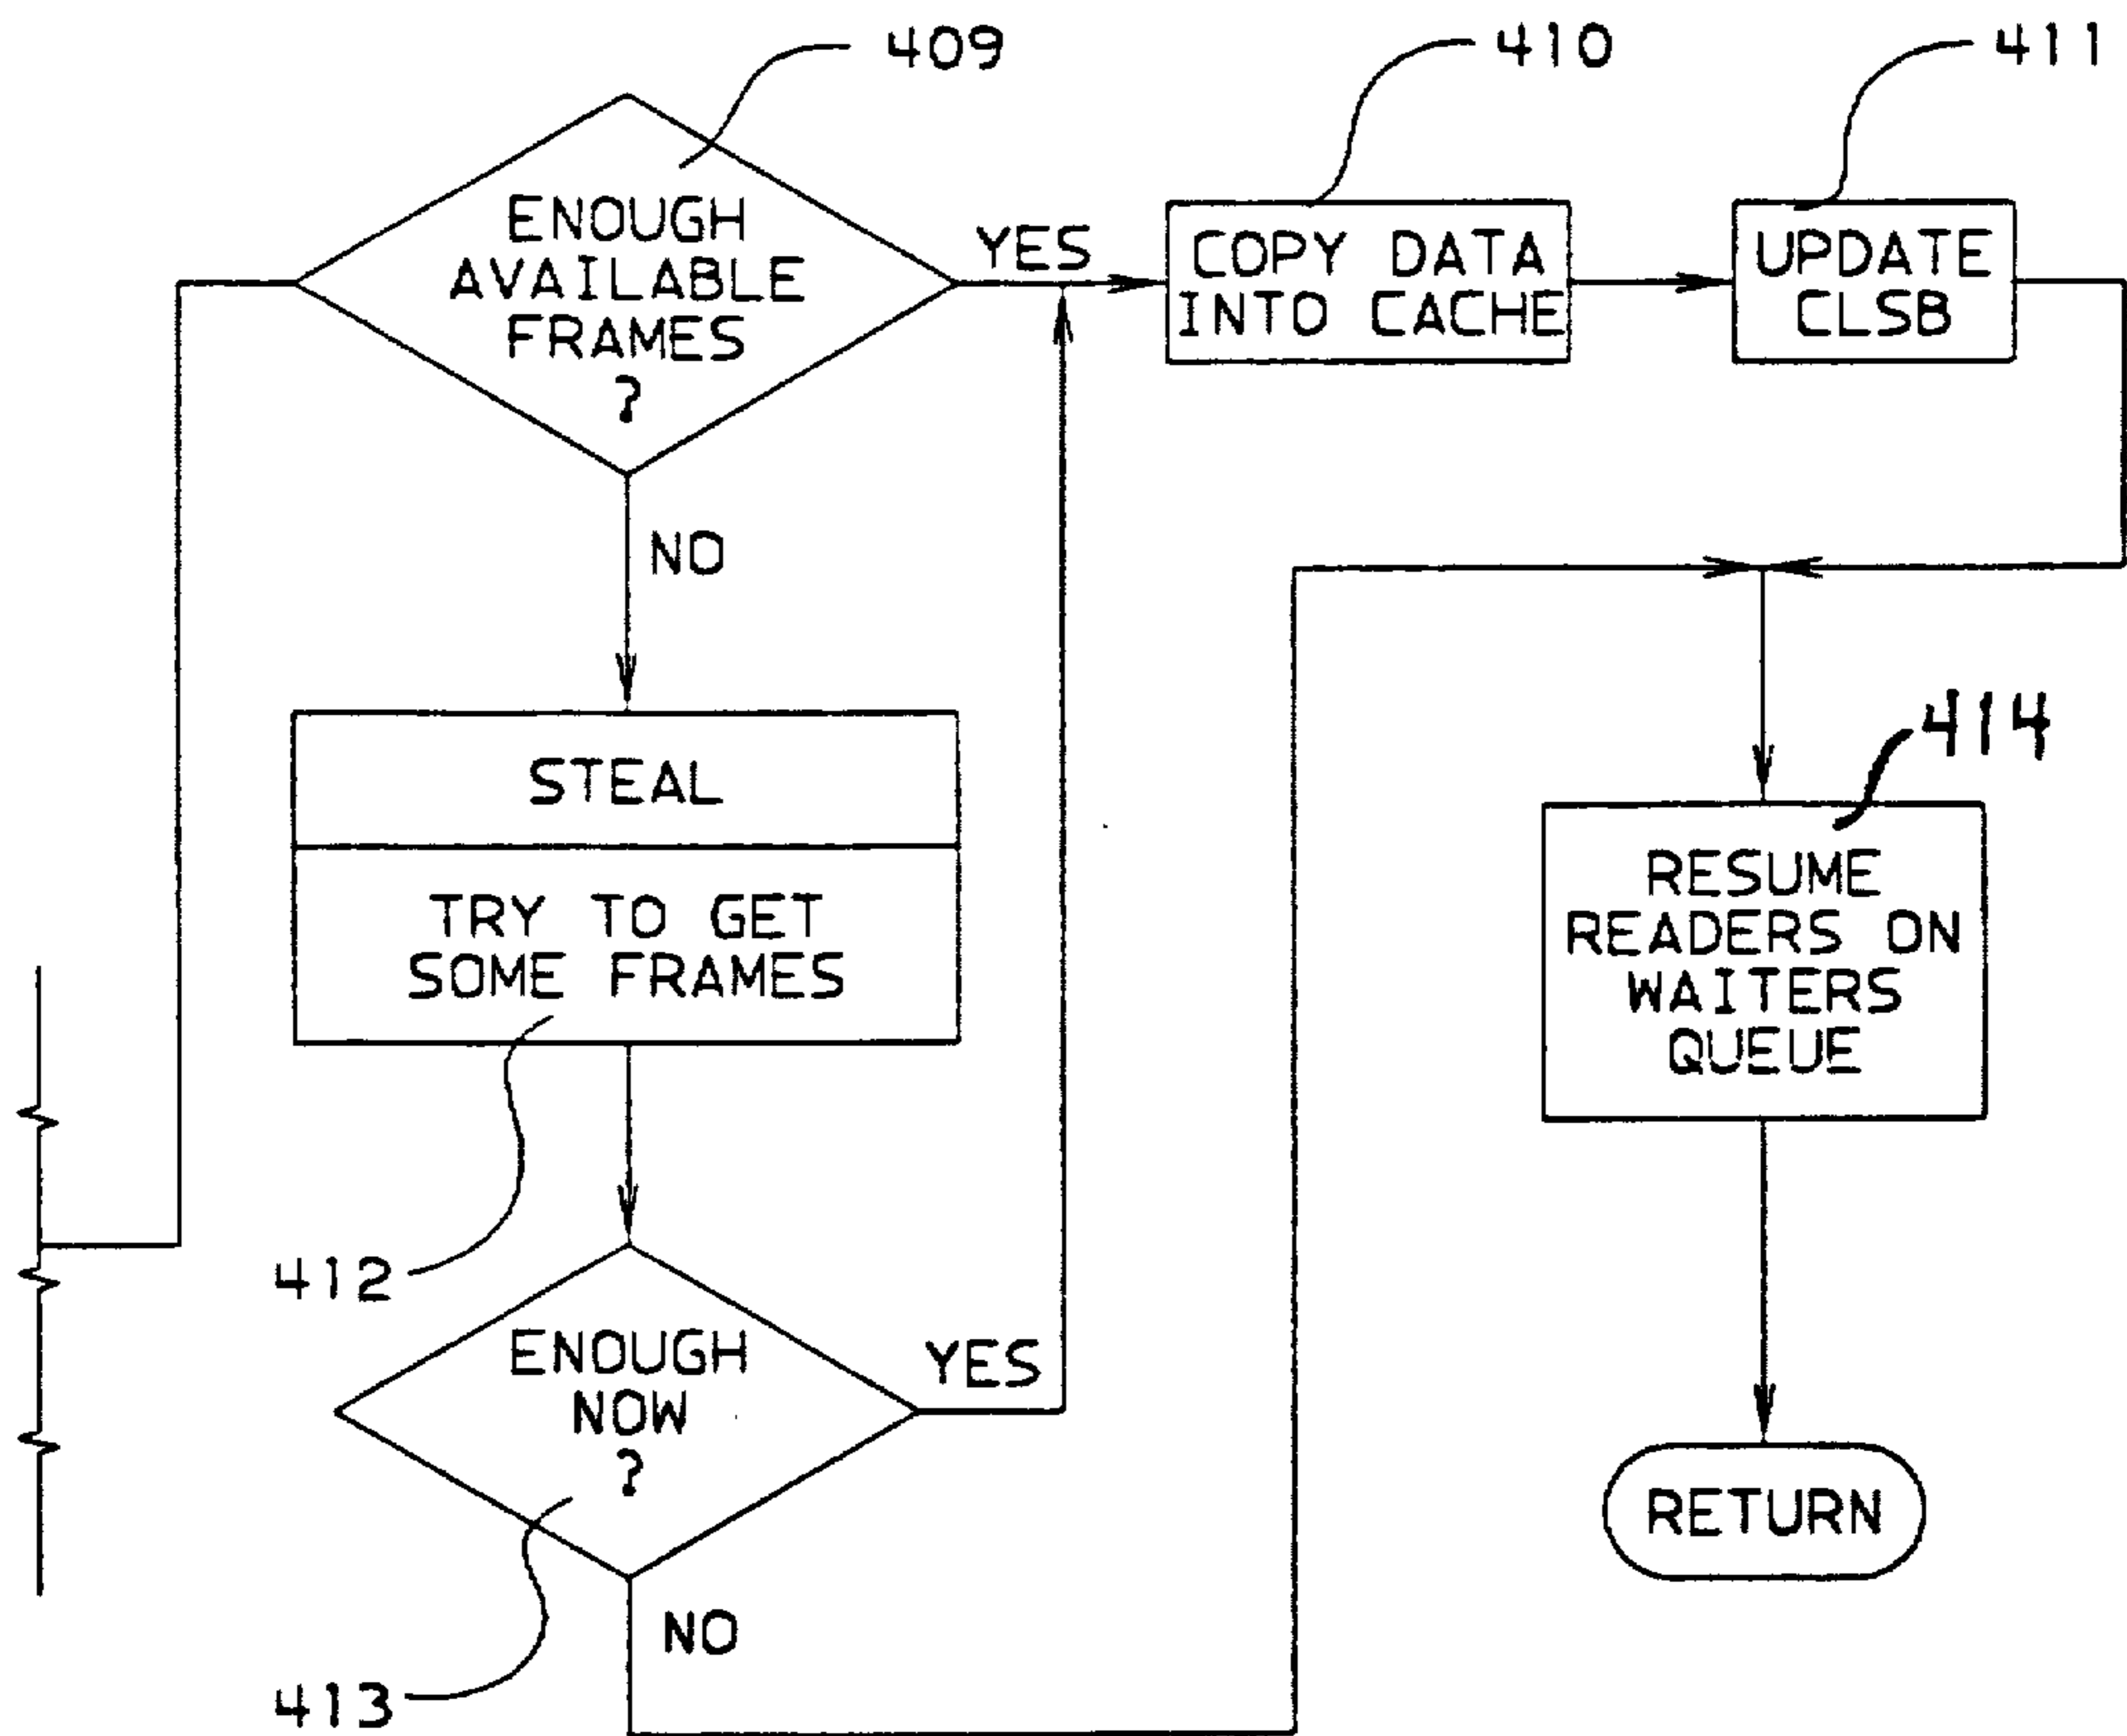 409
410
411
ENOUGH
AVAILABLE
FRAMES
?
YES
COPY DATA
INTO CACHE
UPDATE
CLSB
NO
STEAL
TRY TO GET
SOME FRAMES
412
414
RESUME
READERS ON
WAITERS
QUEUE
ENOUGH
NOW
?
YES
NO
413
RETURN